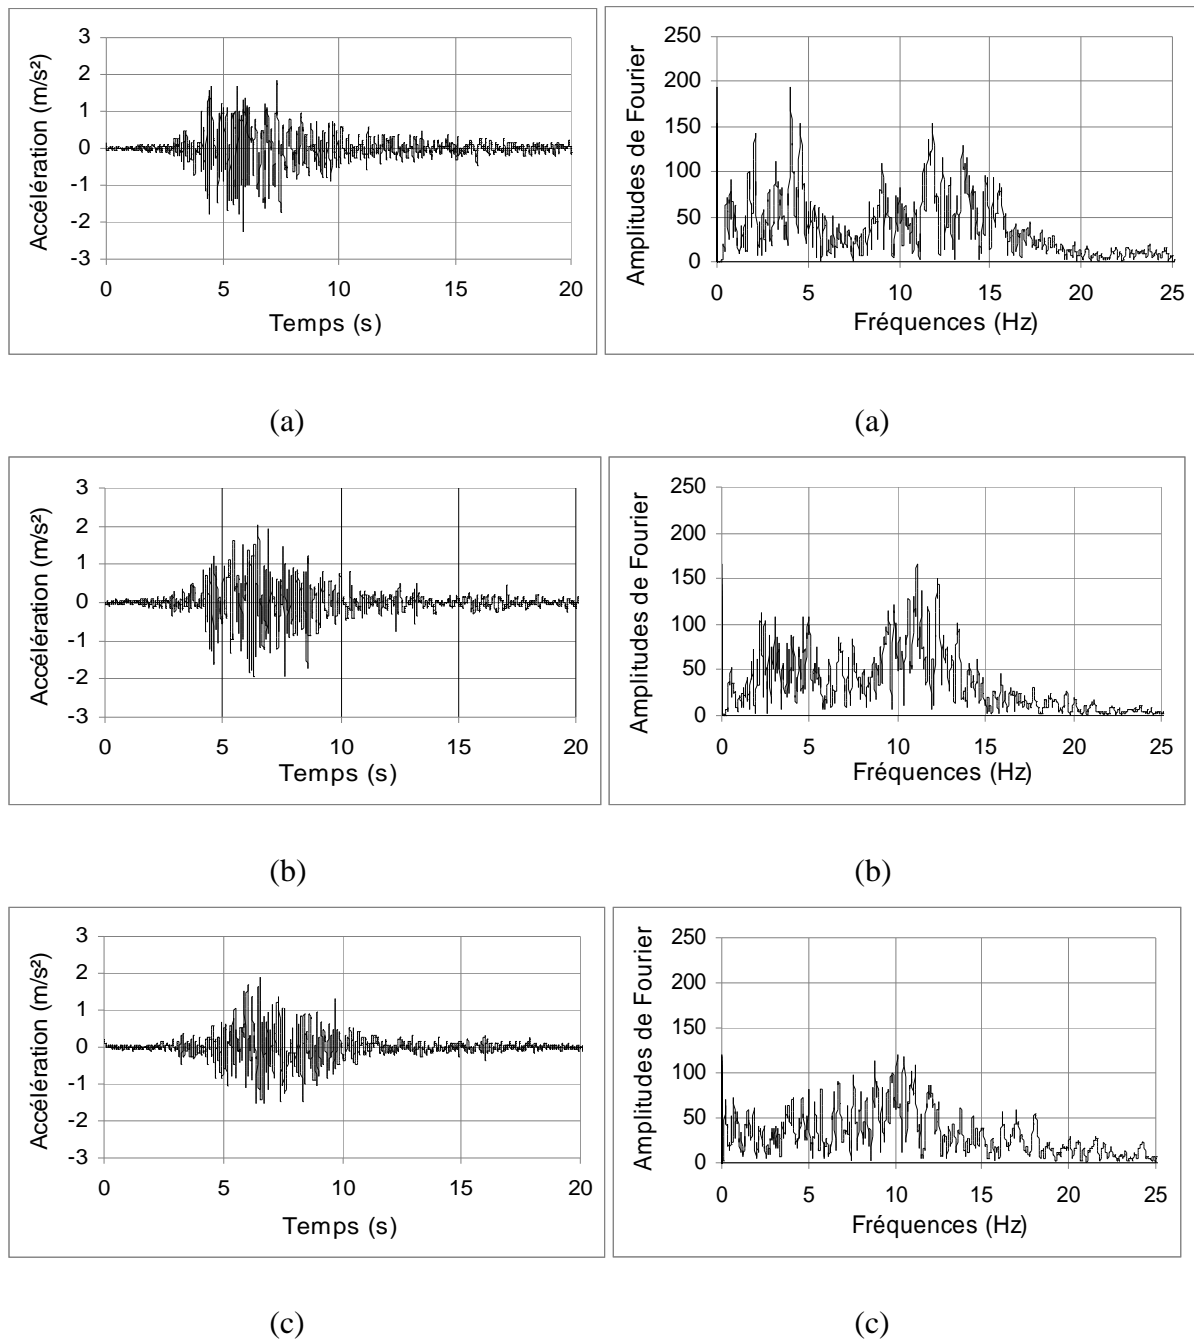 Accélération (m/s²)
3
2
1
0
-1
-2
-3
0 5 10 15 20
Temps (s)
Amplitudes de Fourier
250
200
150
100
50
0
0 5 10 15 20 25
Fréquences (Hz)
(a) (a)
Accélération (m/s²)
3
2
1
0
-1
-2
-3
0 5 10 15 20
Temps (s)
Amplitudes de Fourier
250
200
150
100
50
0
0 5 10 15 20 25
Fréquences (Hz)
(b) (b)
Accélération (m/s²)
3
2
1
0
-1
-2
-3
0 5 10 15 20
Temps (s)
Amplitudes de Fourier
250
200
150
100
50
0
0 5 10 15 20 25
Fréquences (Hz)
(c) (c)